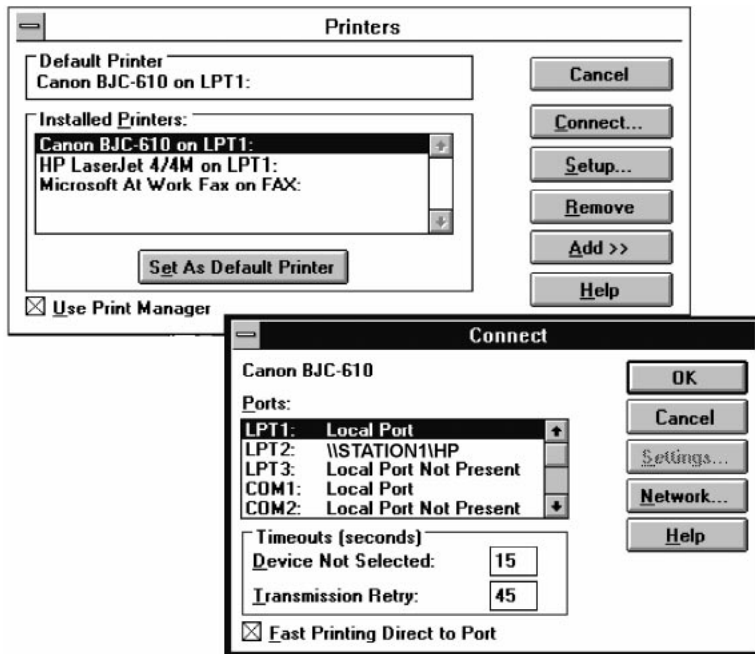 Printers
Default Printer
Canon BJC-610 on LPT1:
Cancel
Installed Printers:
Canon BJC-610 on LPT1:
HP LaserJet 4/4M on LPT1:
Microsoft At Work Fax on FAX:
Connect...
Setup...
Remove
Add >>
Help
Set As Default Printer
Use Print Manager
Connect
Canon BJC-610
Ports:
LPT1: Local Port
LPT2: \\STATION1\HP
LPT3: Local Port Not Present
COM1: Local Port
COM2: Local Port Not Present
OK
Cancel
Settings...
Network...
Help
Timeouts (seconds)
Device Not Selected: 15
Transmission Retry: 45
Fast Printing Direct to Port